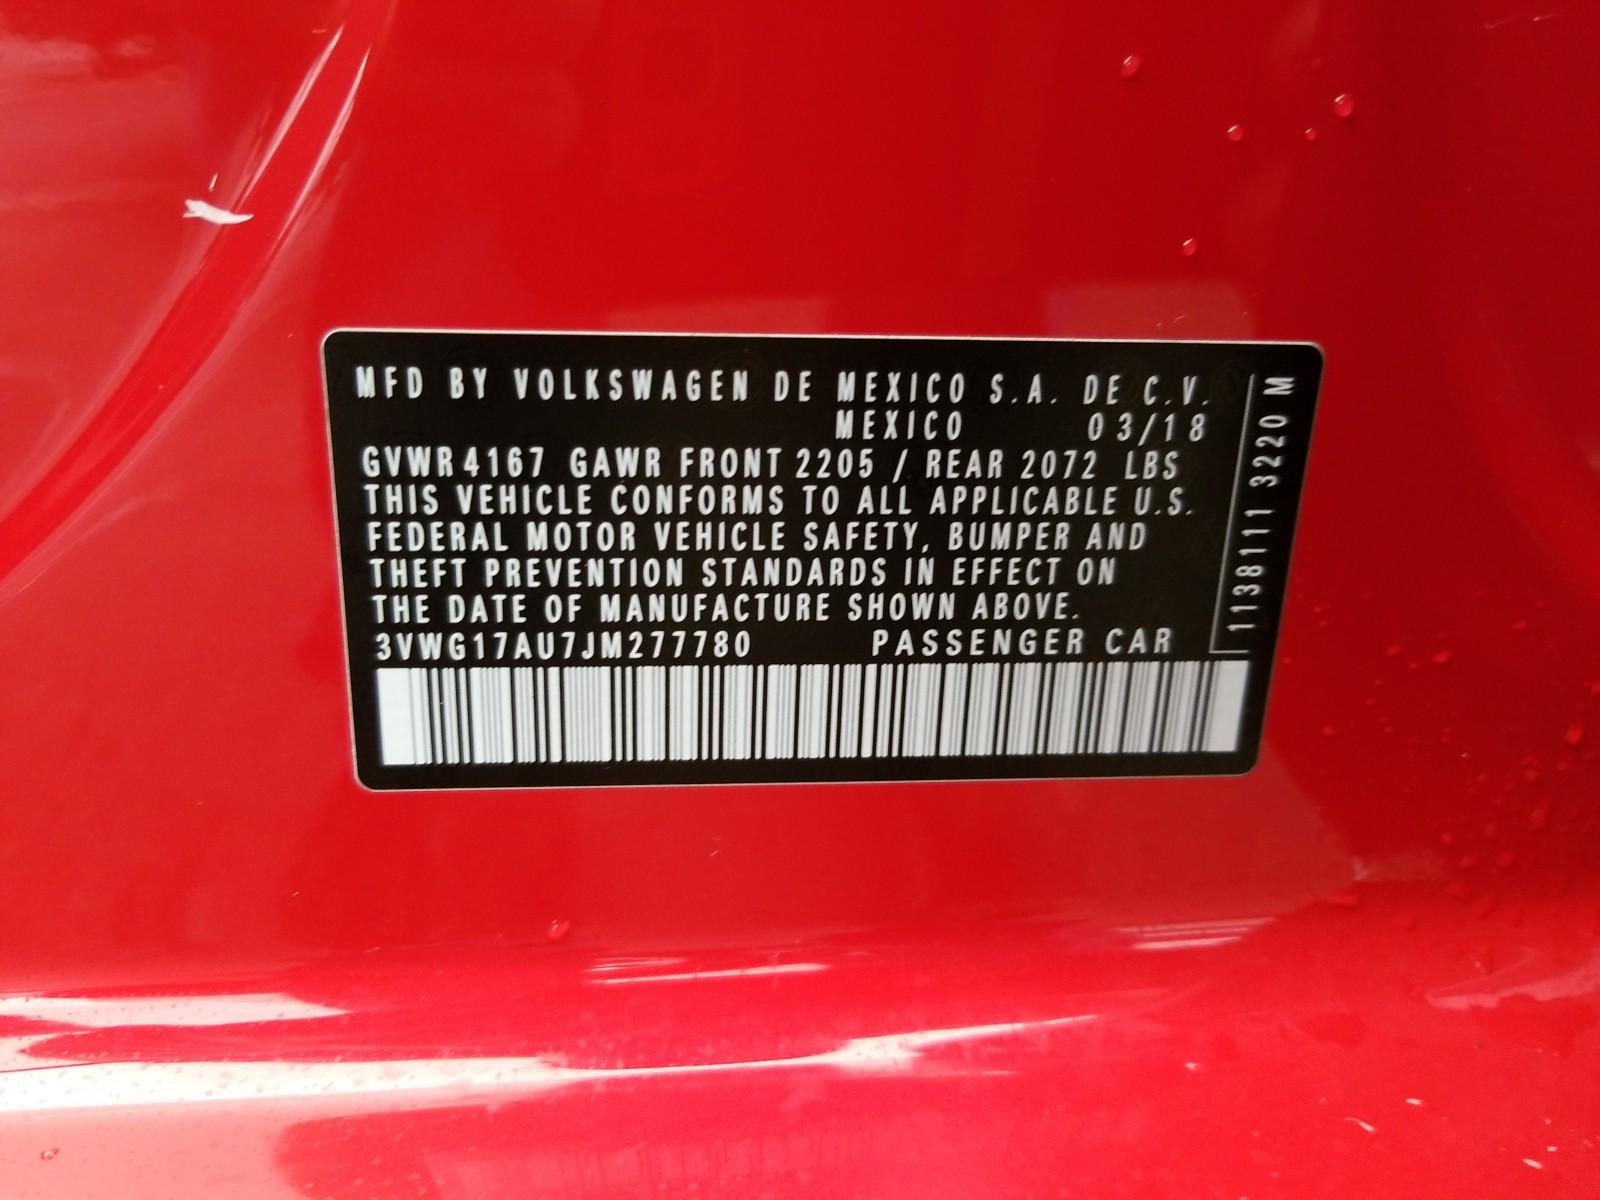 MFD BY VOLKSWAGEN DE MEXICO S.A. DE C.V.
MEXICO 03/18
GVWR 4167 GAWR FRONT 2205 / REAR 2072 LBS
THIS VEHICLE CONFORMS TO ALL APPLICABLE U.S.
FEDERAL MOTOR VEHICLE SAFETY, BUMPER AND
THEFT PREVENTION STANDARDS IN EFFECT ON
THE DATE OF MANUFACTURE SHOWN ABOVE.
3VWG17AU7JM277780 PASSENGER CAR
1138111 3220 M